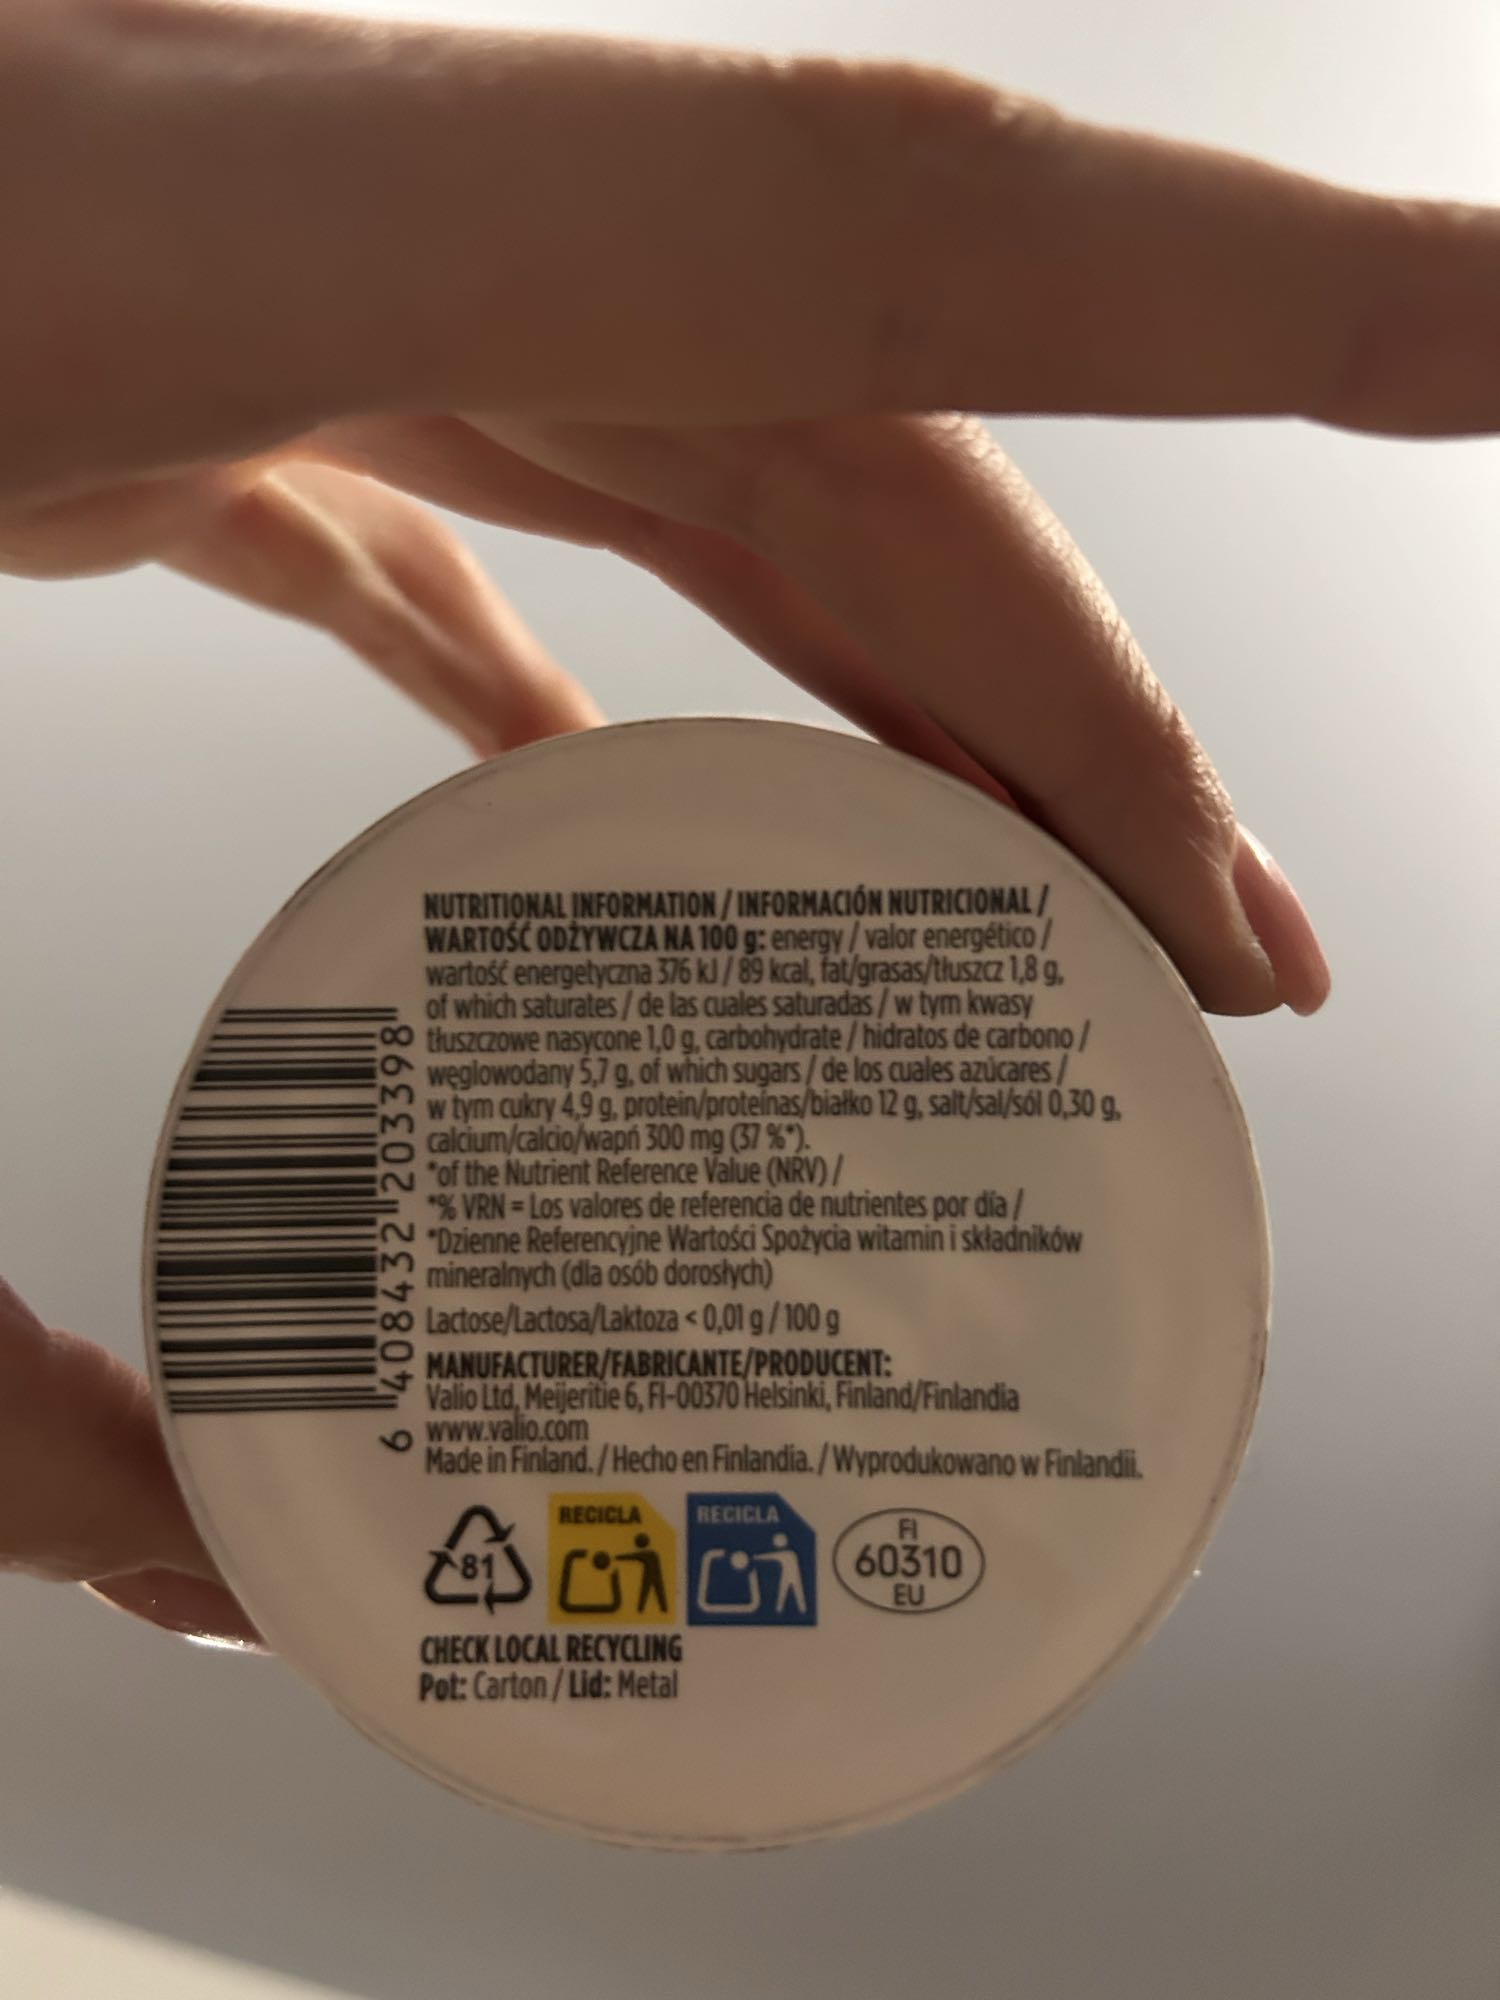 NUTRITIONAL INFORMATION / INFORMACIÓN NUTRICIONAL /
WARTOŚĆ ODŻYWCZA NA 100 g: energy / valor energético /
wartość energetyczna 376 kJ / 89 kcal, fat/grasas/tłuszcz 1,8 g,
of which saturates / de las cuales saturadas / w tym kwasy
tłuszczowe nasycone 1,0 g, carbohydrate / hidratos de carbono /
węglowodany 5,7 g, of which sugars / de los cuales azúcares /
w tym cukry 4,9 g, protein/proteínas/białko 12 g, salt/sal/sól 0,30 g,
calcium/calcio/wapń 300 mg (37 %*).
*of the Nutrient Reference Value (NRV) /
*% VRN = Los valores de referencia de nutrientes por día /
*Dzienne Referencyjne Wartości Spożycia witamin i składników
mineralnych (dla osób dorosłych)
Lactose/Lactosa/Laktoza < 0,01 g / 100 g
MANUFACTURER/FABRICANTE/PRODUCENT:
Valio Ltd, Meijeritie 6, FI-00370 Helsinki, Finland/Finlandia
www.valio.com
Made in Finland. / Hecho en Finlandia. / Wyprodukowano w Finlandii.
6 408432 203398
81
RECICLA
RECICLA
FI
60310
EU
CHECK LOCAL RECYCLING
Pot: Carton / Lid: Metal